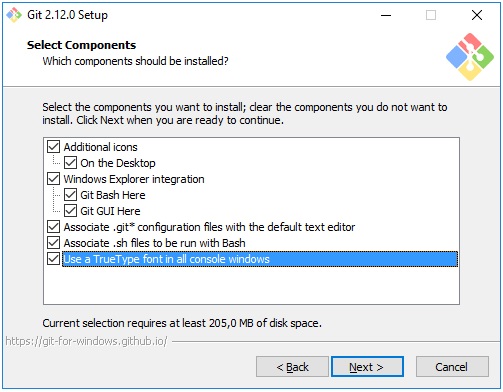 Git 2.12.0 Setup
Select Components
Which components should be installed?
Select the components you want to install; clear the components you do not want to
install. Click Next when you are ready to continue.
Additional icons
On the Desktop
Windows Explorer integration
Git Bash Here
Git GUI Here
Associate .git* configuration files with the default text editor
Associate .sh files to be run with Bash
Use a TrueType font in all console windows
Current selection requires at least 205,0 MB of disk space.
https://git-for-windows.github.io/
< Back
Next >
Cancel